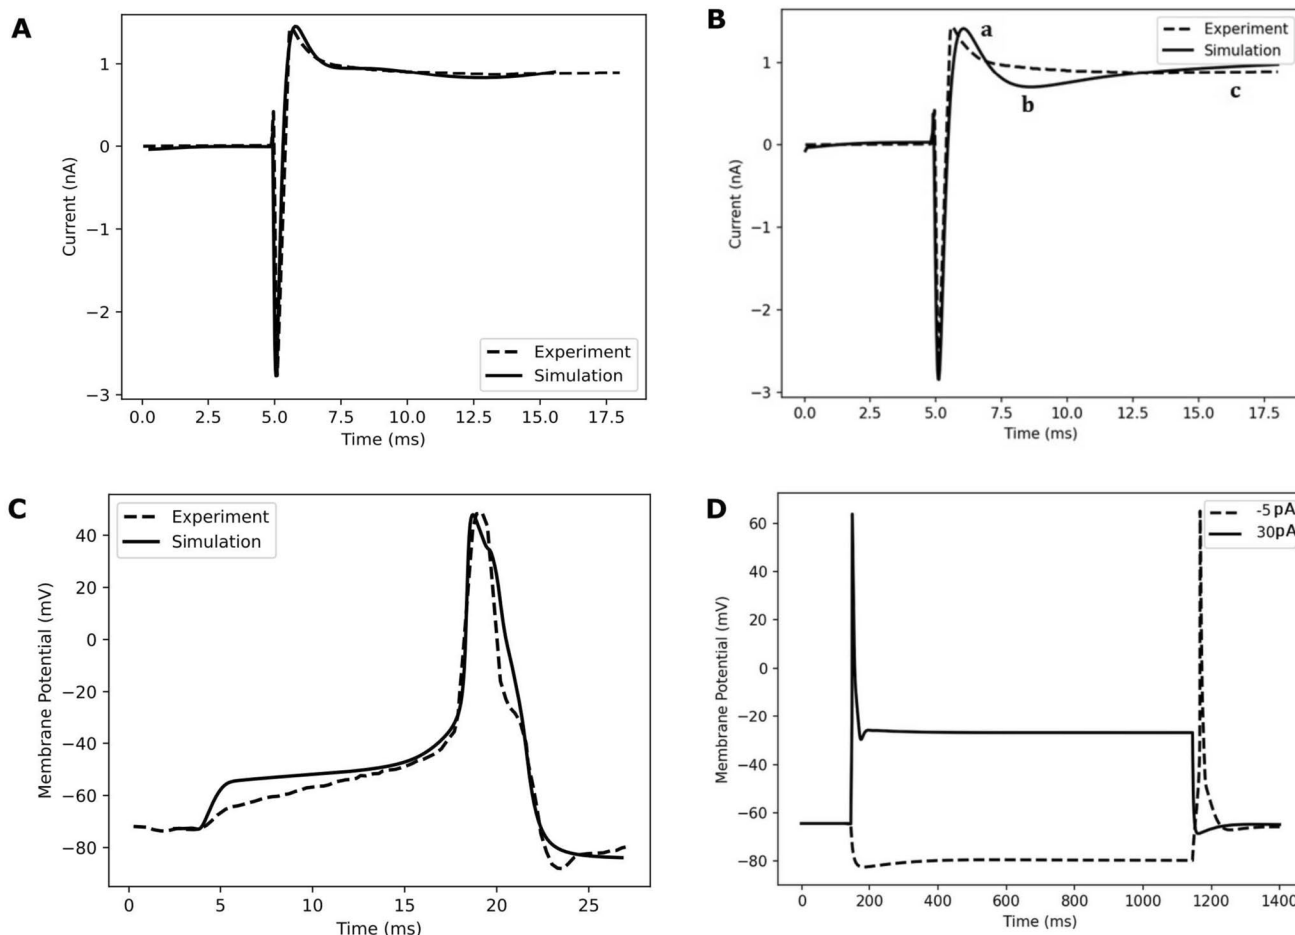 A
1
0
−1
−2
−3
Current (nA)
Experiment
Simulation
0.0 2.5 5.0 7.5 10.0 12.5 15.0 17.5
Time (ms)
B
a
b
c
Experiment
Simulation
1
0
−1
−2
−3
Current (nA)
0.0 2.5 5.0 7.5 10.0 12.5 15.0 17.5
Time (ms)
C
Experiment
Simulation
40
20
0
−20
−40
−60
−80
Membrane Potential (mV)
0 5 10 15 20 25
Time (ms)
D
-5pA
30pA
60
40
20
0
−20
−40
−60
−80
Membrane Potential (mV)
0 200 400 600 800 1000 1200 1400
Time (ms)